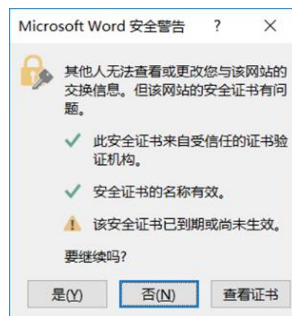 Microsoft Word 安全警告 ? ×
其他人无法查看或更改您与该网站的
交换信息。但该网站的安全证书有问
题。
此安全证书来自受信任的证书验
证机构。
安全证书的名称有效。
该安全证书已到期或尚未生效。
要继续吗?
是(Y) 否(N) 查看证书